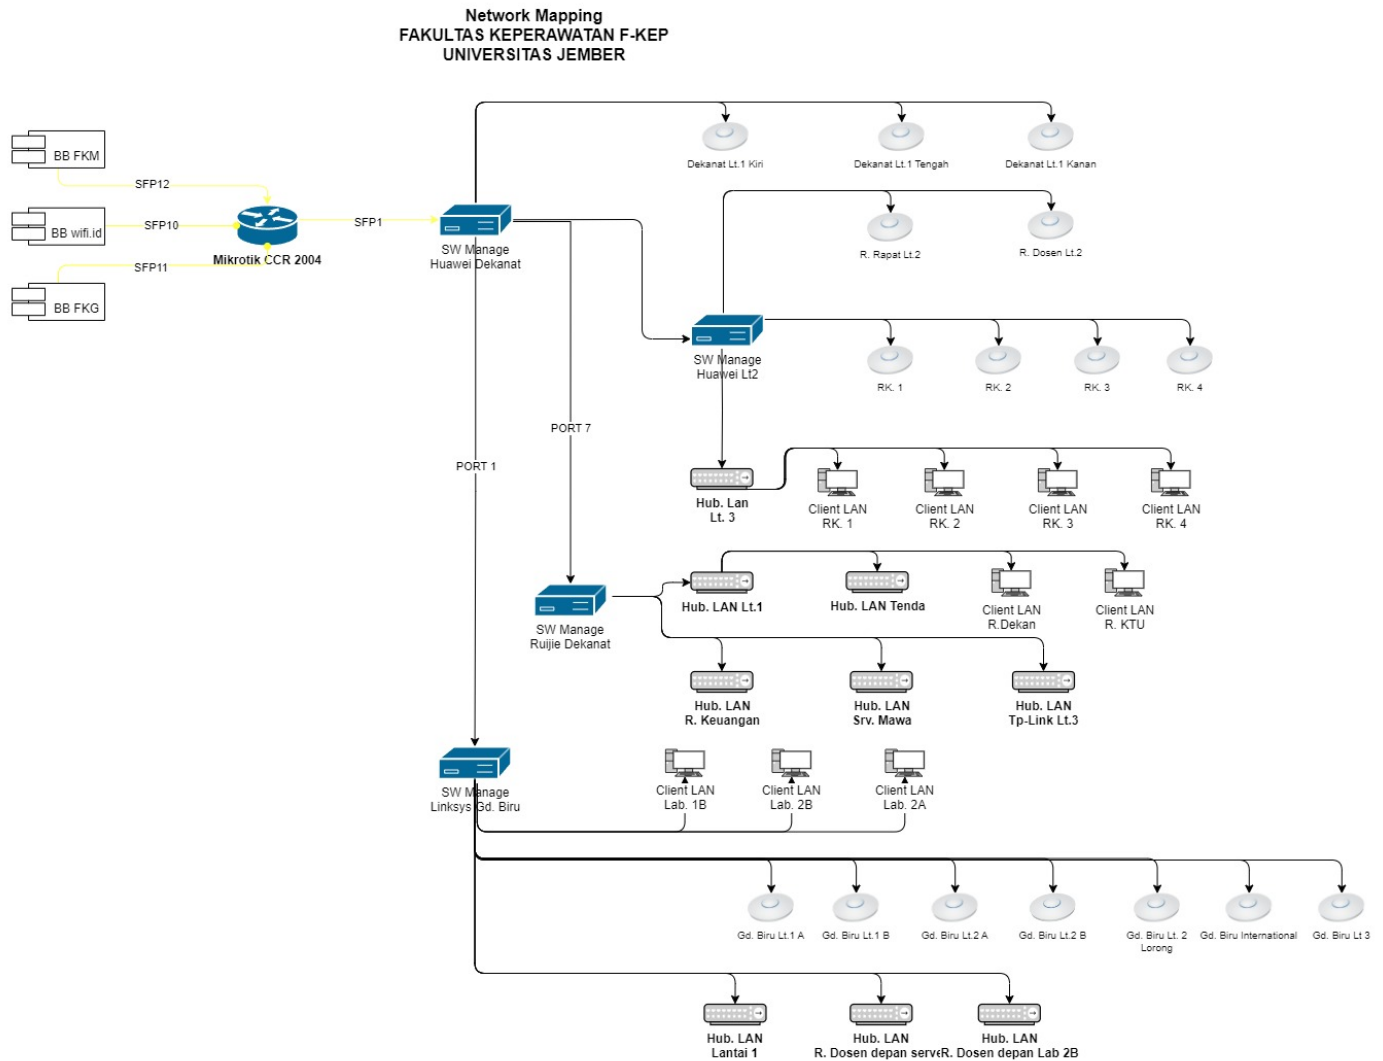 Network Mapping
FAKULTAS KEPERAWATAN F-KEP
UNIVERSITAS JEMBER
BB FKM
SFP12
BB wifi.id
SFP10
Mikrotik CCR 2004
SFP11
BB FKG
SFP1
SW Manage
Huawei Dekanat
Dekanat Lt.1 Kiri
Dekanat Lt.1 Tengah
Dekanat Lt.1 Kanan
R. Rapat Lt.2
R. Dosen Lt.2
SW Manage
Huawei Lt2
RK. 1
RK. 2
RK. 3
RK. 4
PORT 7
PORT 1
Hub. Lan
Lt. 3
Client LAN
RK. 1
Client LAN
RK. 2
Client LAN
RK. 3
Client LAN
RK. 4
SW Manage
Ruijie Dekanat
Hub. LAN Lt.1
Hub. LAN Tenda
Client LAN
R.Dekan
Client LAN
R. KTU
Hub. LAN
R. Keuangan
Hub. LAN
Srv. Mawa
Hub. LAN
Tp-Link Lt.3
SW Manage
Linksys Gd. Biru
Client LAN
Lab. 1B
Client LAN
Lab. 2B
Client LAN
Lab. 2A
Gd. Biru Lt.1 A
Gd. Biru Lt.1 B
Gd. Biru Lt.2 A
Gd. Biru Lt.2 B
Gd. Biru Lt. 2
Lorong
Gd. Biru International
Gd. Biru Lt 3
Hub. LAN
Lantai 1
Hub. LAN
R. Dosen depan
Hub. LAN
R. Dosen depan Lab 2B